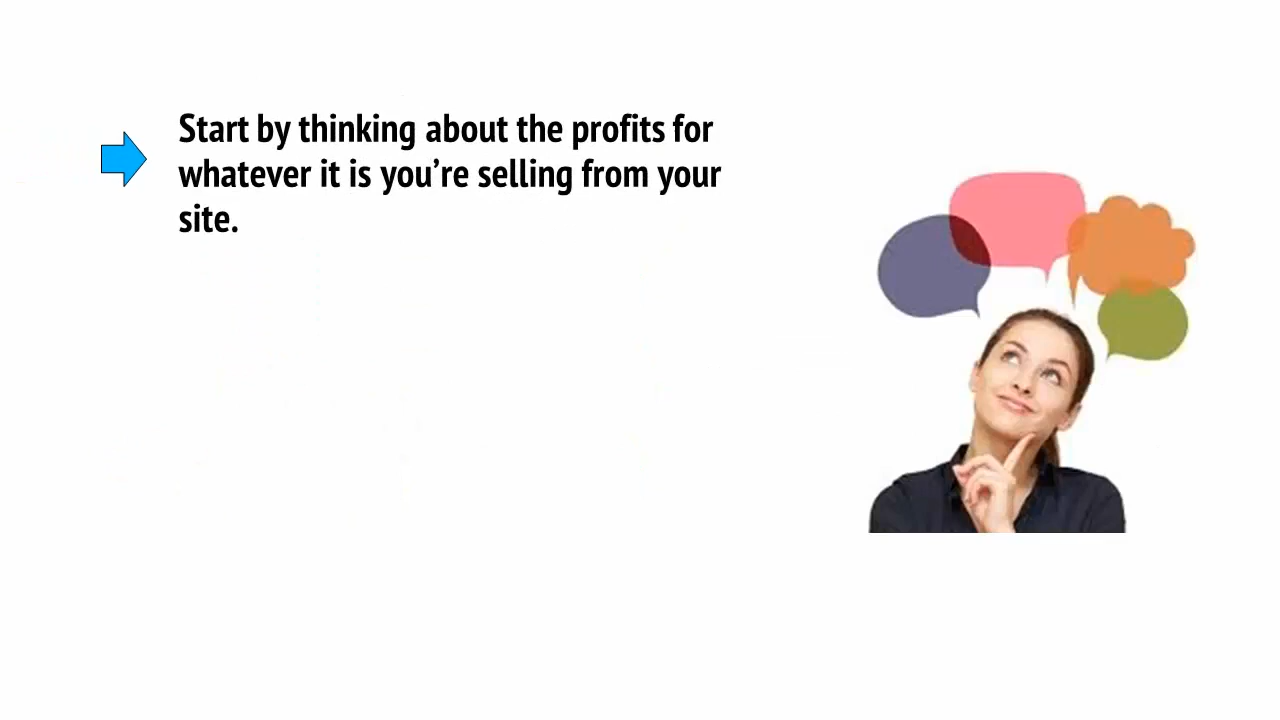 Start by thinking about the profits for
whatever it is you’re selling from your
site.